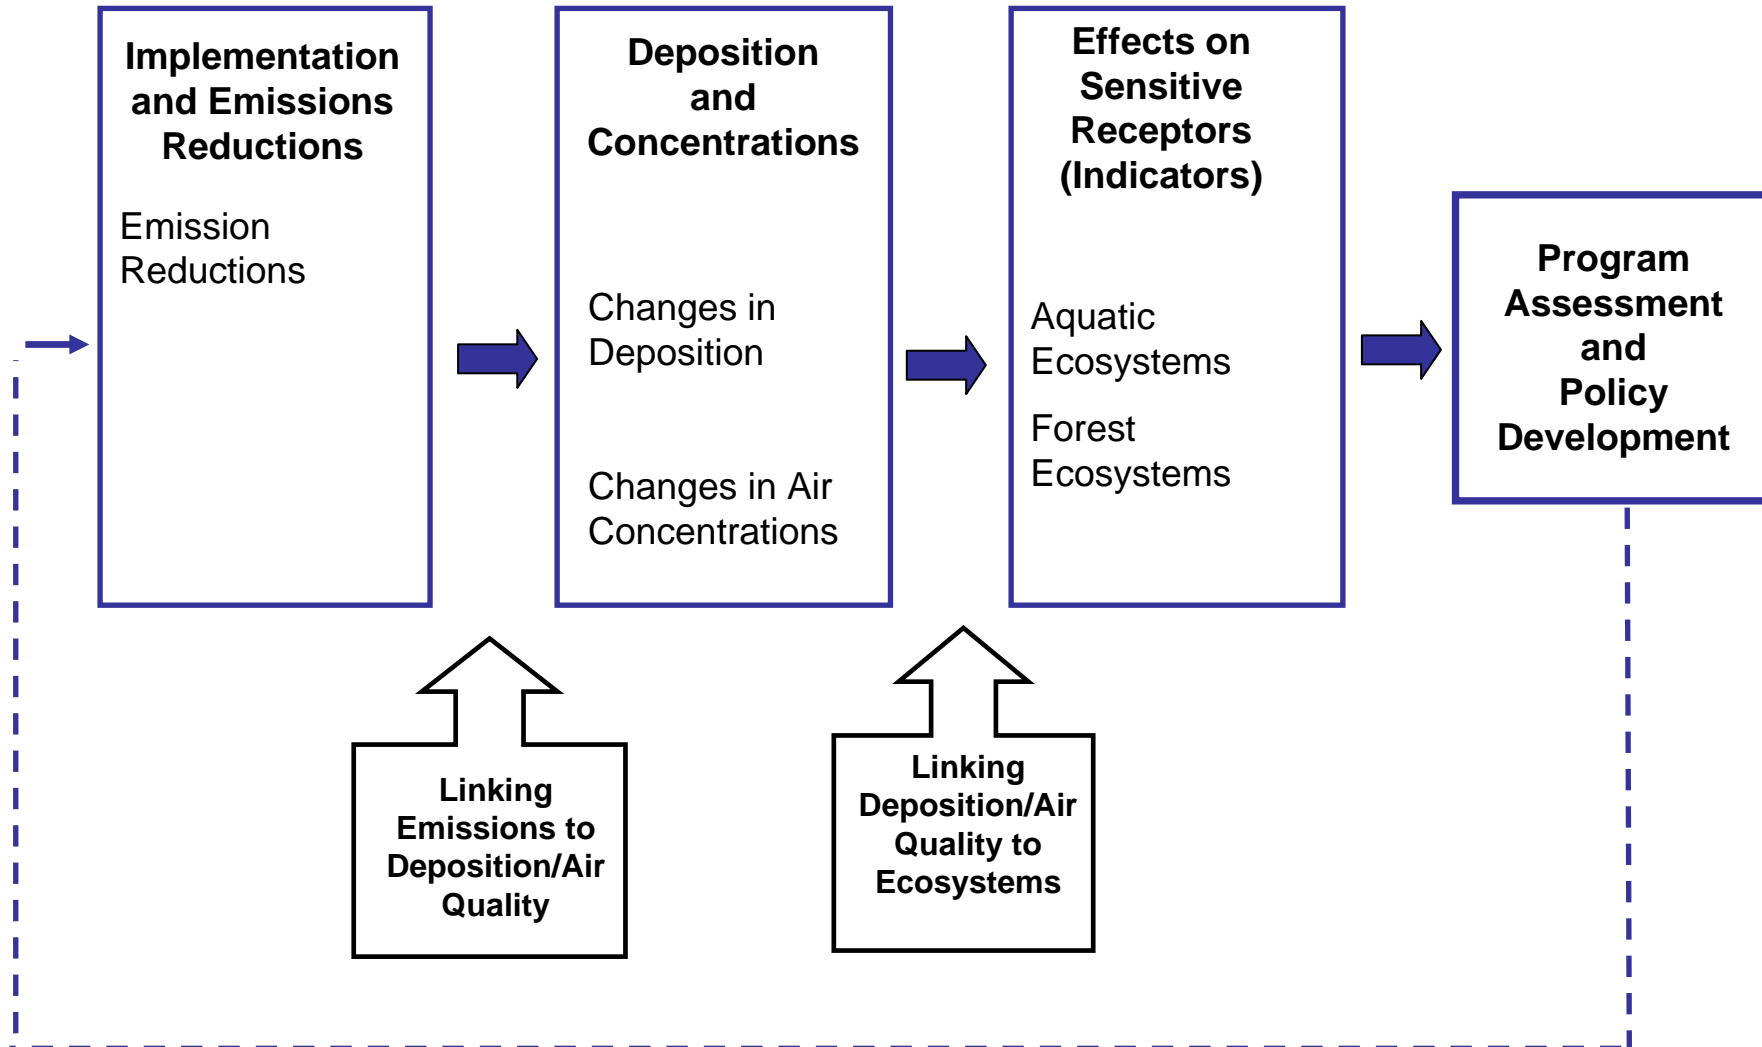 Implementation
and Emissions
Reductions
Emission
Reductions
Deposition
and
Concentrations
Changes in
Deposition
Changes in Air
Concentrations
Effects on
Sensitive
Receptors
(Indicators)
Aquatic
Ecosystems
Forest
Ecosystems
Program
Assessment
and
Policy
Development
Linking
Emissions to
Deposition/Air
Quality
Linking
Deposition/Air
Quality to
Ecosystems